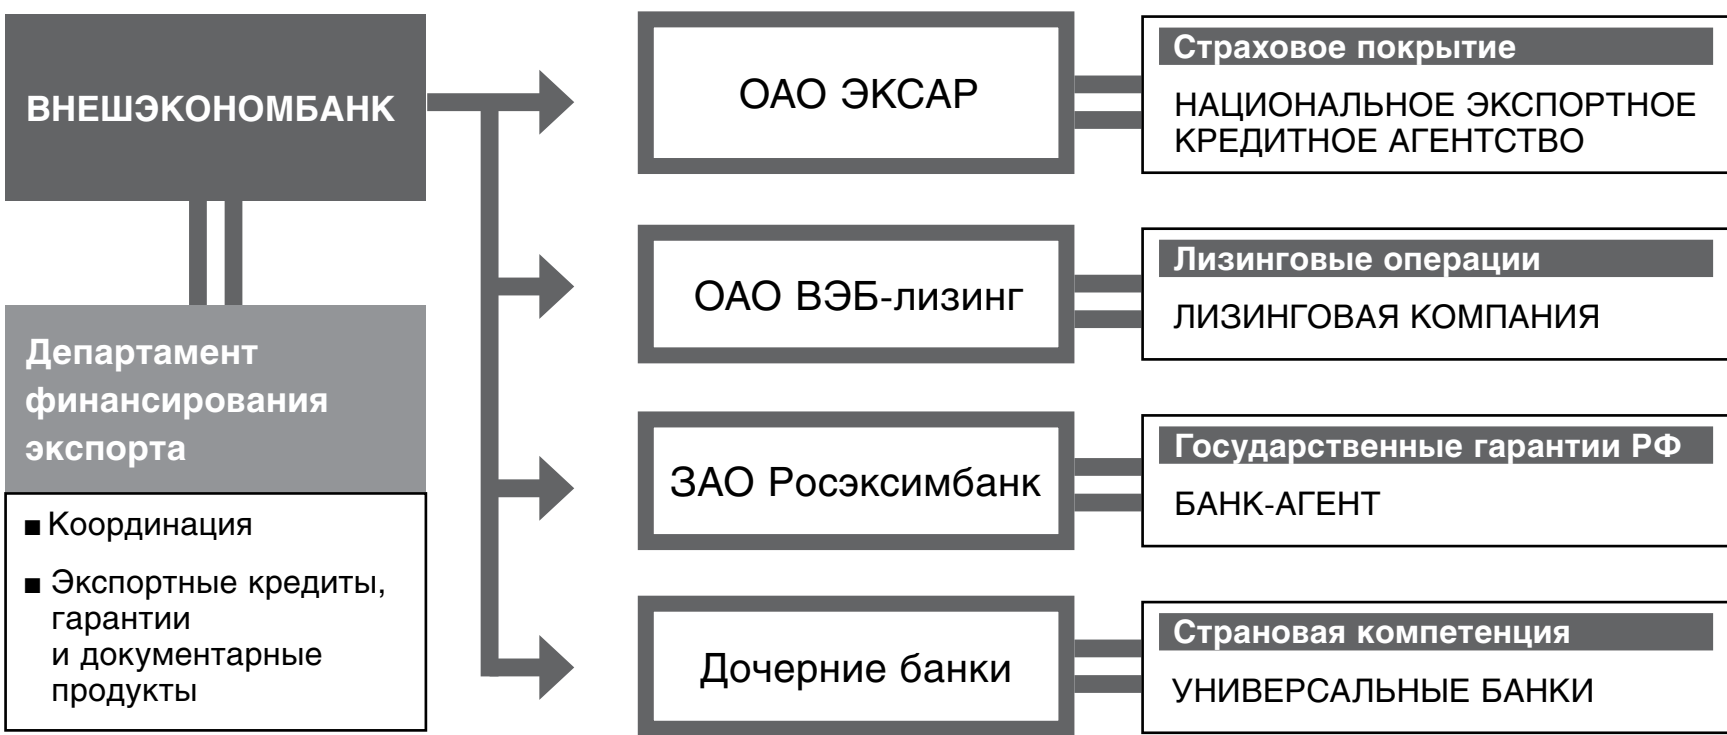 ВНЕШЭКОНОМБАНК
Департамент
финансирования
экспорта
■ Координация
■ Экспортные кредиты,
гарантии
и документарные
продукты
ОАО ЭКСАР
Страховое покрытие
НАЦИОНАЛЬНОЕ ЭКСПОРТНОЕ
КРЕДИТНОЕ АГЕНТСТВО
ОАО ВЭБ-лизинг
Лизинговые операции
ЛИЗИНГОВАЯ КОМПАНИЯ
ЗАО Росэксимбанк
Государственные гарантии РФ
БАНК-АГЕНТ
Дочерние банки
Страновая компетенция
УНИВЕРСАЛЬНЫЕ БАНКИ